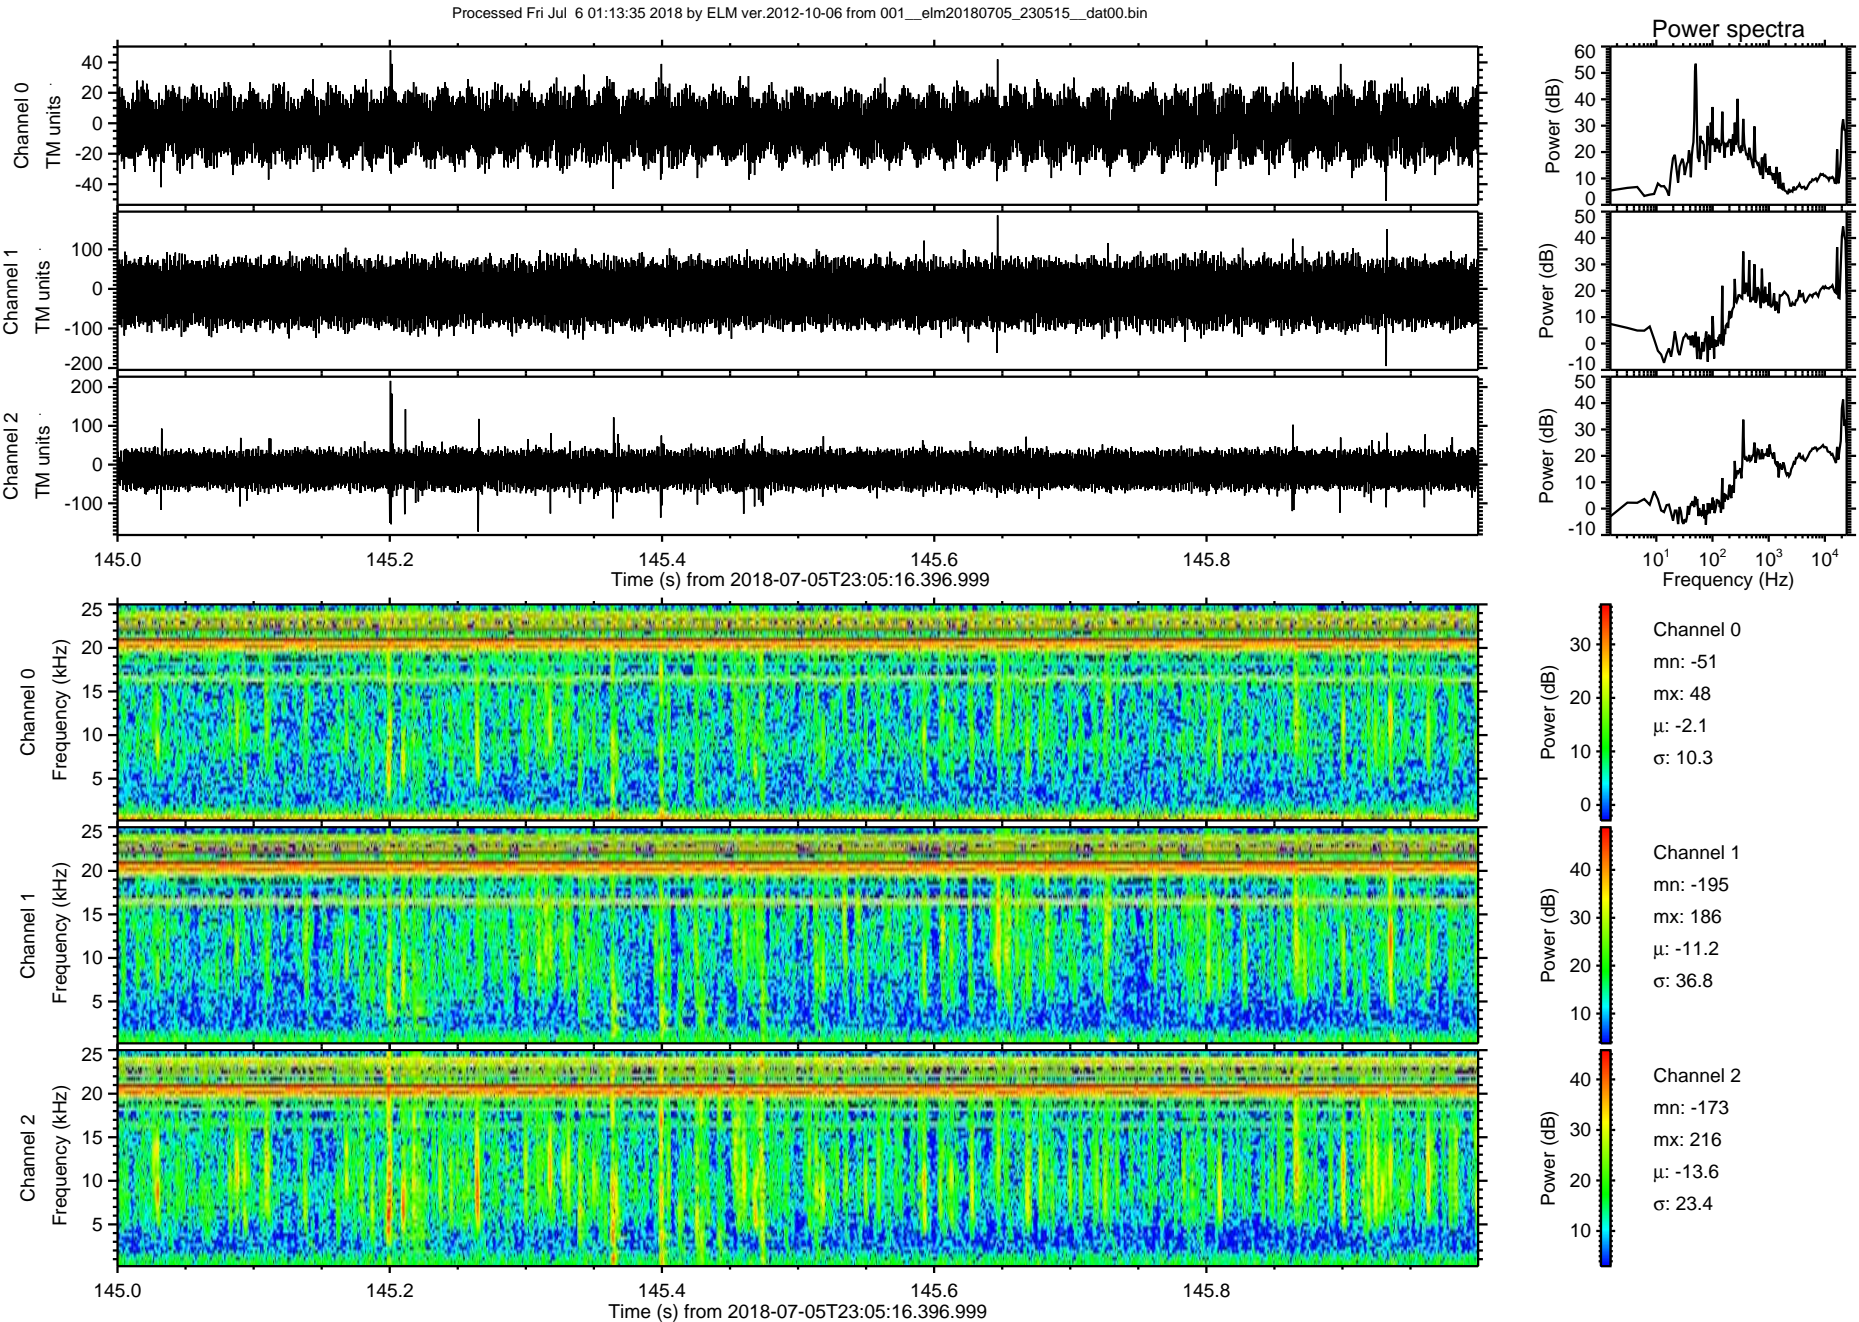 Processed Fri Jul  6 01:13:35 2018 by ELM ver.2012-10-06 from 001__elm20180705_230515__dat00.bin
Power spectra
Channel 0
TM units
40
20
0
-20
-40
Power (dB)
60
50
40
30
20
10
0
Channel 1
TM units
100
0
-100
-200
Power (dB)
50
40
30
20
10
0
-10
Channel 2
TM units
200
100
0
-100
Power (dB)
50
40
30
20
10
0
-10
145.0 145.2 145.4 145.6 145.8
Time (s) from 2018-07-05T23:05:16.396.999
10^1 10^2 10^3 10^4
Frequency (Hz)
Channel 0
Frequency (kHz)
25
20
15
10
5
Power (dB)
30
20
10
0
Channel 0
mn: -51
mx: 48
μ: -2.1
σ: 10.3
Channel 1
Frequency (kHz)
25
20
15
10
5
Power (dB)
40
30
20
10
Channel 1
mn: -195
mx: 186
μ: -11.2
σ: 36.8
Channel 2
Frequency (kHz)
25
20
15
10
5
Power (dB)
40
30
20
10
Channel 2
mn: -173
mx: 216
μ: -13.6
σ: 23.4
145.0 145.2 145.4 145.6 145.8
Time (s) from 2018-07-05T23:05:16.396.999